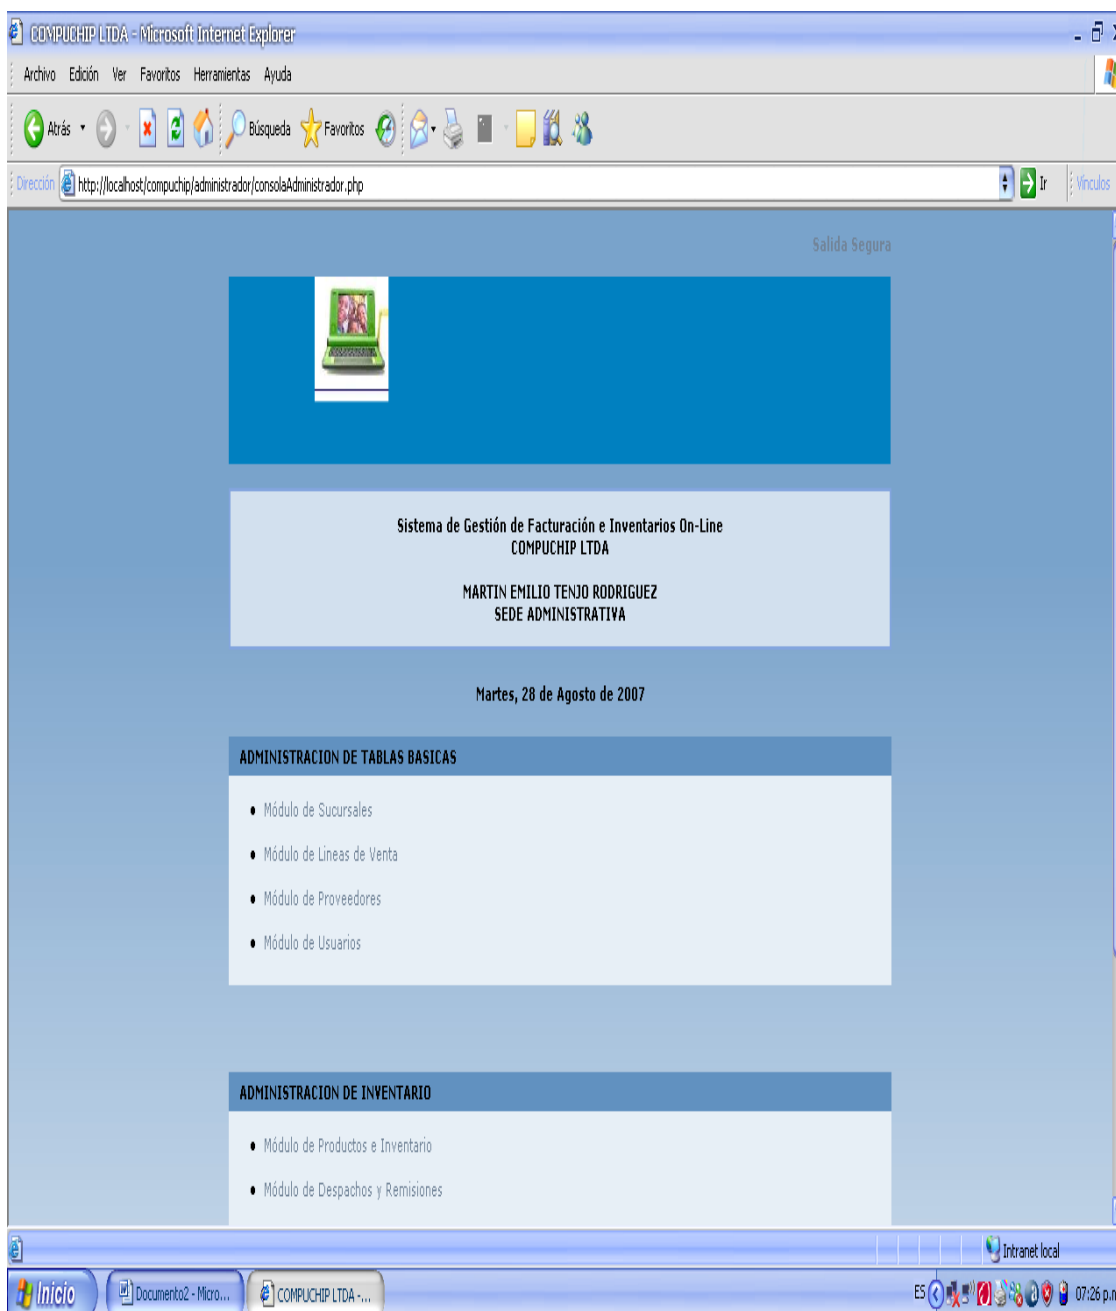 COMPUCHIP LTDA - Microsoft Internet Explorer
Archivo Edición Ver Favoritos Herramientas Ayuda
Atrás Búsqueda Favoritos
Dirección http://localhost/compuchip/administrador/consolaAdministrador.php Ir Vínculos
Salida Segura
Sistema de Gestión de Facturación e Inventarios On-Line
COMPUCHIP LTDA
MARTIN EMILIO TENJO RODRIGUEZ
SEDE ADMINISTRATIVA
Martes, 28 de Agosto de 2007
ADMINISTRACION DE TABLAS BASICAS
• Módulo de Sucursales
• Módulo de Lineas de Venta
• Módulo de Proveedores
• Módulo de Usuarios
ADMINISTRACION DE INVENTARIO
• Módulo de Productos e Inventario
• Módulo de Despachos y Remisiones
Intranet local
Inicio Documento2 - Micro... COMPUCHIP LTDA -... ES 07:26 p.m